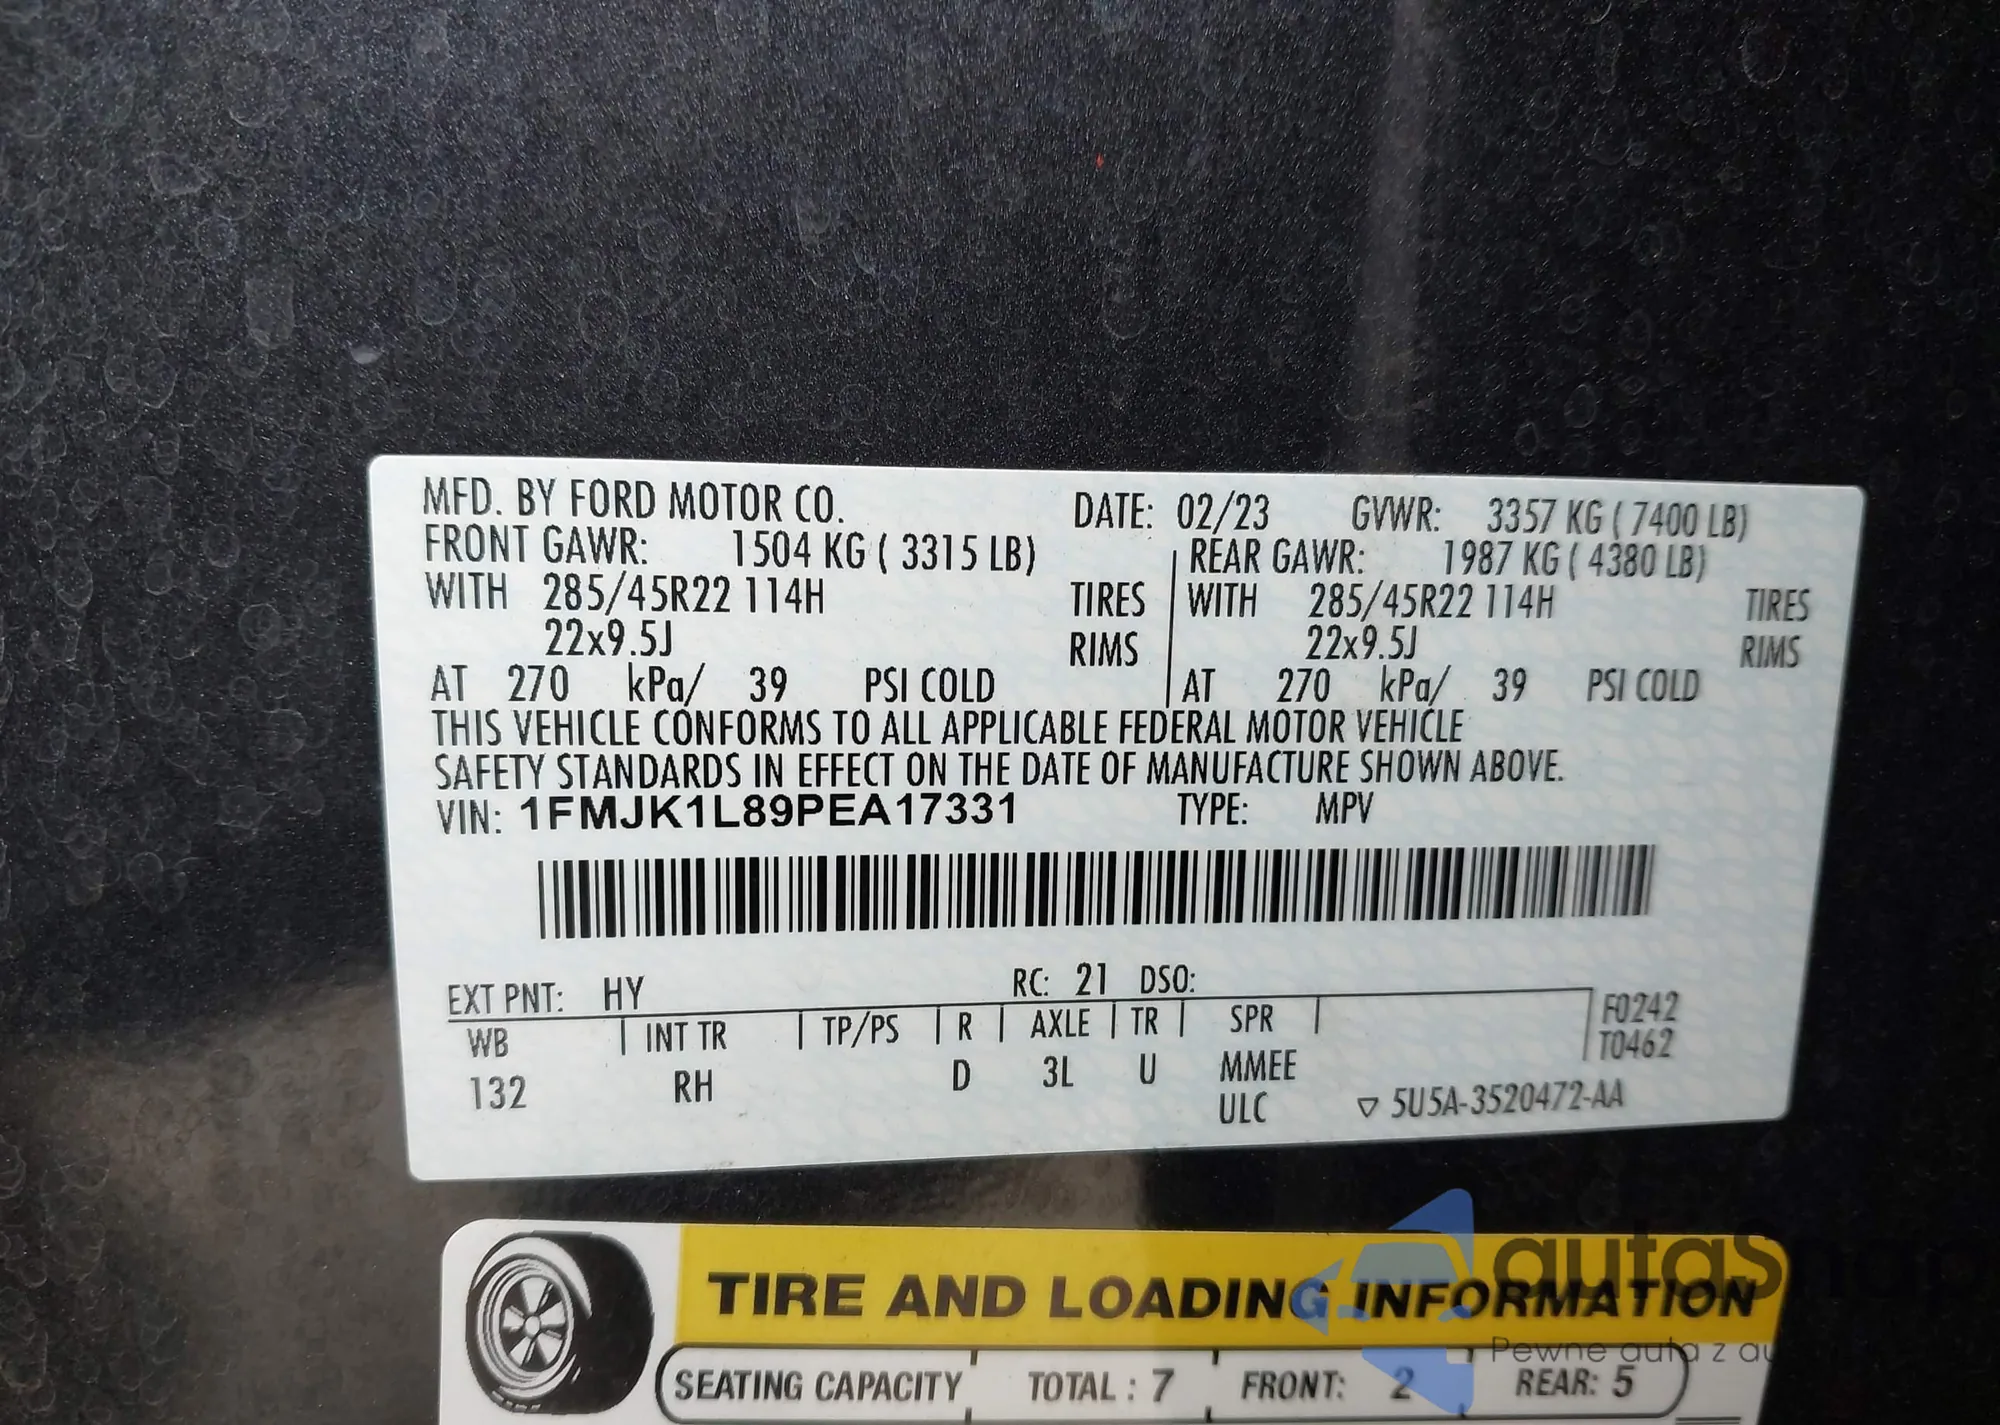 MFD. BY FORD MOTOR CO. DATE: 02/23 GVWR: 3357 KG ( 7400 LB)
FRONT GAWR: 1504 KG ( 3315 LB) REAR GAWR: 1987 KG ( 4380 LB)
WITH 285/45R22 114H TIRES WITH 285/45R22 114H TIRES
22x9.5J RIMS 22x9.5J RIMS
AT 270 kPa/ 39 PSI COLD AT 270 kPa/ 39 PSI COLD
THIS VEHICLE CONFORMS TO ALL APPLICABLE FEDERAL MOTOR VEHICLE
SAFETY STANDARDS IN EFFECT ON THE DATE OF MANUFACTURE SHOWN ABOVE.
VIN: 1FMJK1L89PEA17331 TYPE: MPV
EXT PNT: HY RC: 21 DSO:
WB INT TR TP/PS R AXLE TR SPR F0242
T0462
132 RH D 3L U MMEE
ULC ▽ 5U5A-3520472-AA
TIRE AND LOADING INFORMATION
SEATING CAPACITY TOTAL : 7 FRONT: 2 REAR: 5
Pewne auta z